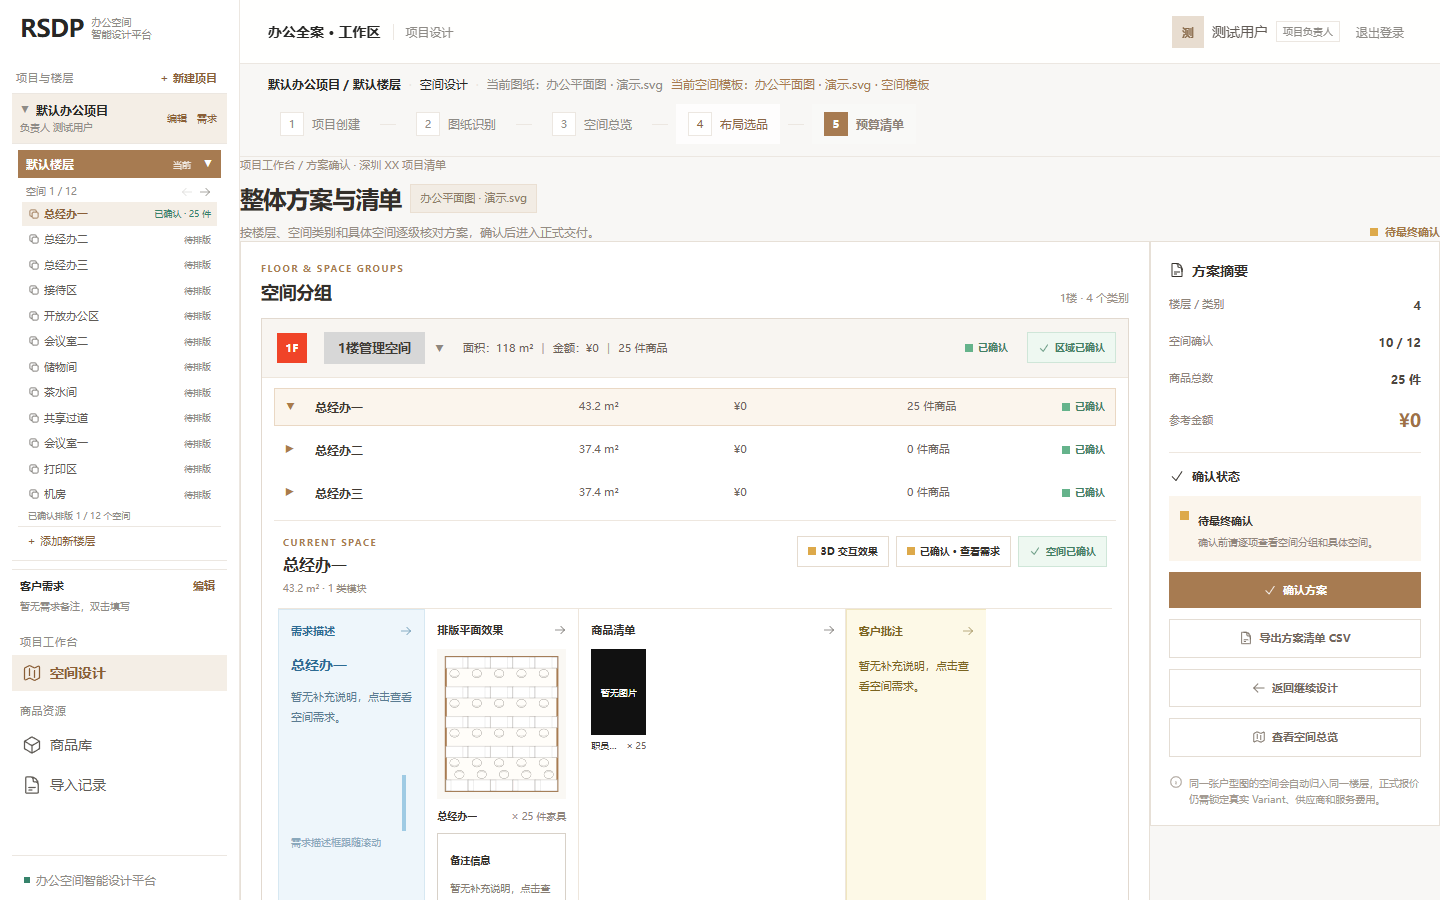 RSDP
办公空间
智能设计平台
项目与楼层
+ 新建项目
▼ 默认办公项目
负责人 测试用户
编辑 需求
默认楼层 当前 ▼
空间 1 / 12 ← →
总经办一 已确认 · 25 件
总经办二 待排版
总经办三 待排版
接待区 待排版
开放办公区 待排版
会议室二 待排版
储物间 待排版
茶水间 待排版
共享过道 待排版
会议室一 待排版
打印区 待排版
机房 待排版
已确认排版 1 / 12 个空间
+ 添加新楼层
客户需求 编辑
暂无需求备注，双击填写
项目工作台
空间设计
商品资源
商品库
导入记录
办公空间智能设计平台
办公全案 • 工作区 项目设计
测 测试用户 项目负责人 退出登录
默认办公项目 / 默认楼层 · 空间设计 · 当前图纸：办公平面图 · 演示.svg 当前空间模板：办公平面图 · 演示.svg · 空间模板
1 项目创建 2 图纸识别 3 空间总览 4 布局选品 5 预算清单
项目工作台 / 方案确认 · 深圳 XX 项目清单
整体方案与清单 办公平面图 · 演示.svg
按楼层、空间类别和具体空间逐级核对方案，确认后进入正式交付。
待最终确认
FLOOR & SPACE GROUPS
空间分组
1楼 · 4 个类别
1F 1楼管理空间 ▼ 面积：118 m² | 金额：¥0 | 25 件商品 已确认 ✓ 区域已确认
▼ 总经办一 43.2 m² ¥0 25 件商品 已确认
▶ 总经办二 37.4 m² ¥0 0 件商品 已确认
▶ 总经办三 37.4 m² ¥0 0 件商品 已确认
CURRENT SPACE
总经办一
43.2 m² · 1 类模块
3D 交互效果 已确认 • 查看需求 ✓ 空间已确认
需求描述 →
总经办一
暂无补充说明，点击查看
空间需求。
需求描述框跟随滚动
排版平面效果 →
总经办一 × 25 件家具
备注信息
暂无补充说明，点击查
商品清单 →
暂无图片
职员... × 25
客户批注 →
暂无补充说明，点击查
看空间需求。
方案摘要
楼层 / 类别 4
空间确认 10 / 12
商品总数 25 件
参考金额 ¥0
✓ 确认状态
待最终确认
确认前请逐项查看空间分组和具体空间。
✓ 确认方案
导出方案清单 CSV
← 返回继续设计
查看空间总览
同一张户型图的空间会自动归入同一楼层，正式报价
仍需锁定真实 Variant、供应商和服务费用。